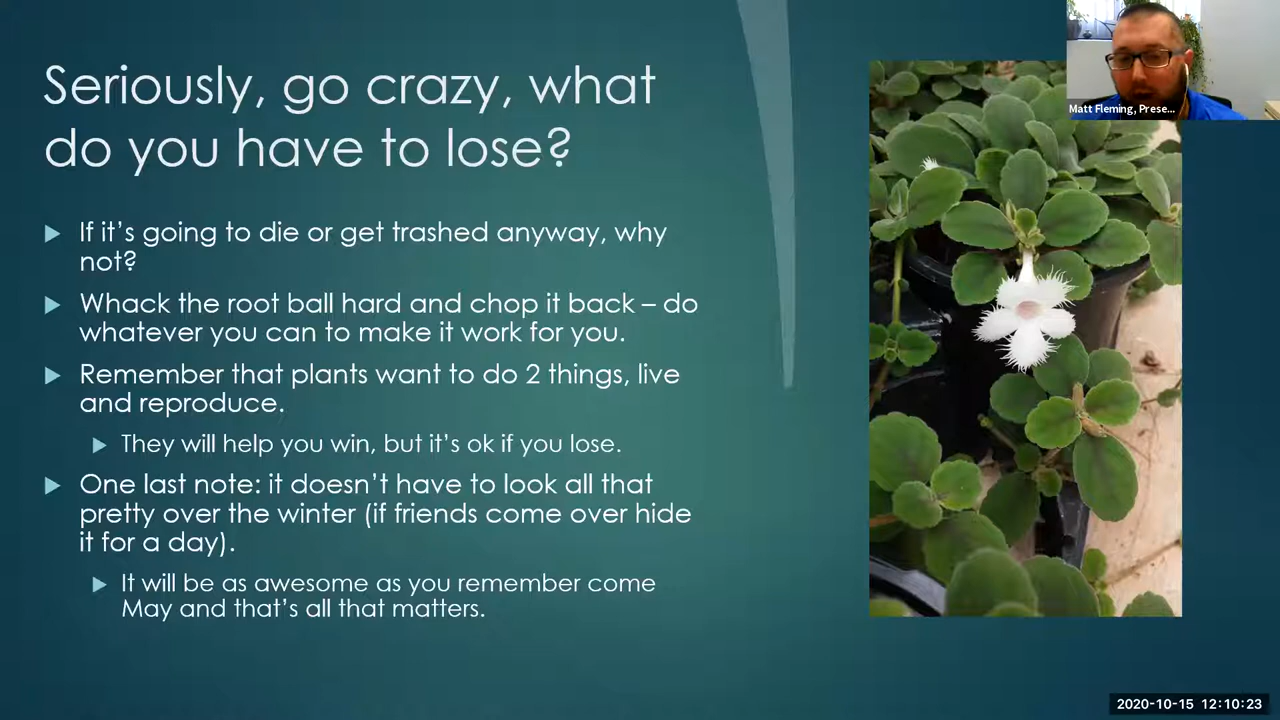 Seriously, go crazy, what
do you have to lose?
If it's going to die or get trashed anyway, why
not?
Whack the root ball hard and chop it back – do
whatever you can to make it work for you.
Remember that plants want to do 2 things, live
and reproduce.
They will help you win, but it's ok if you lose.
One last note: it doesn't have to look all that
pretty over the winter (if friends come over hide
it for a day).
It will be as awesome as you remember come
May and that's all that matters.
Matt Fleming, Prese...
2020-10-15 12:10:23